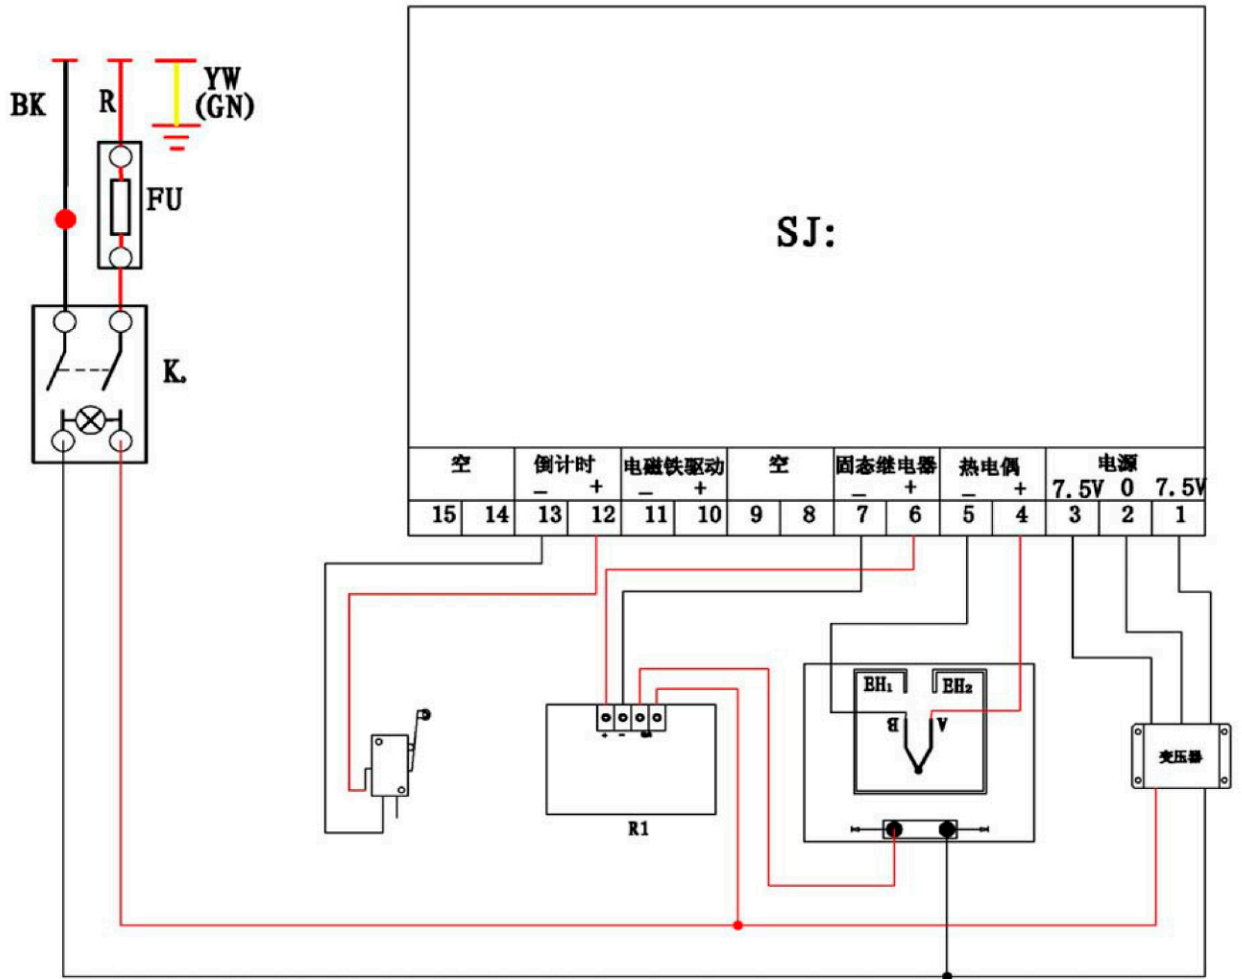 BK
R
YW
(GN)
FU
K.
SJ:
空 倒计时 电磁铁驱动 空 固态继电器 热电偶 电源
− + − + − + − + 7.5V 0 7.5V
15 14 13 12 11 10 9 8 7 6 5 4 3 2 1
EH₁ EH₂
B A
变压器
+ −
R1